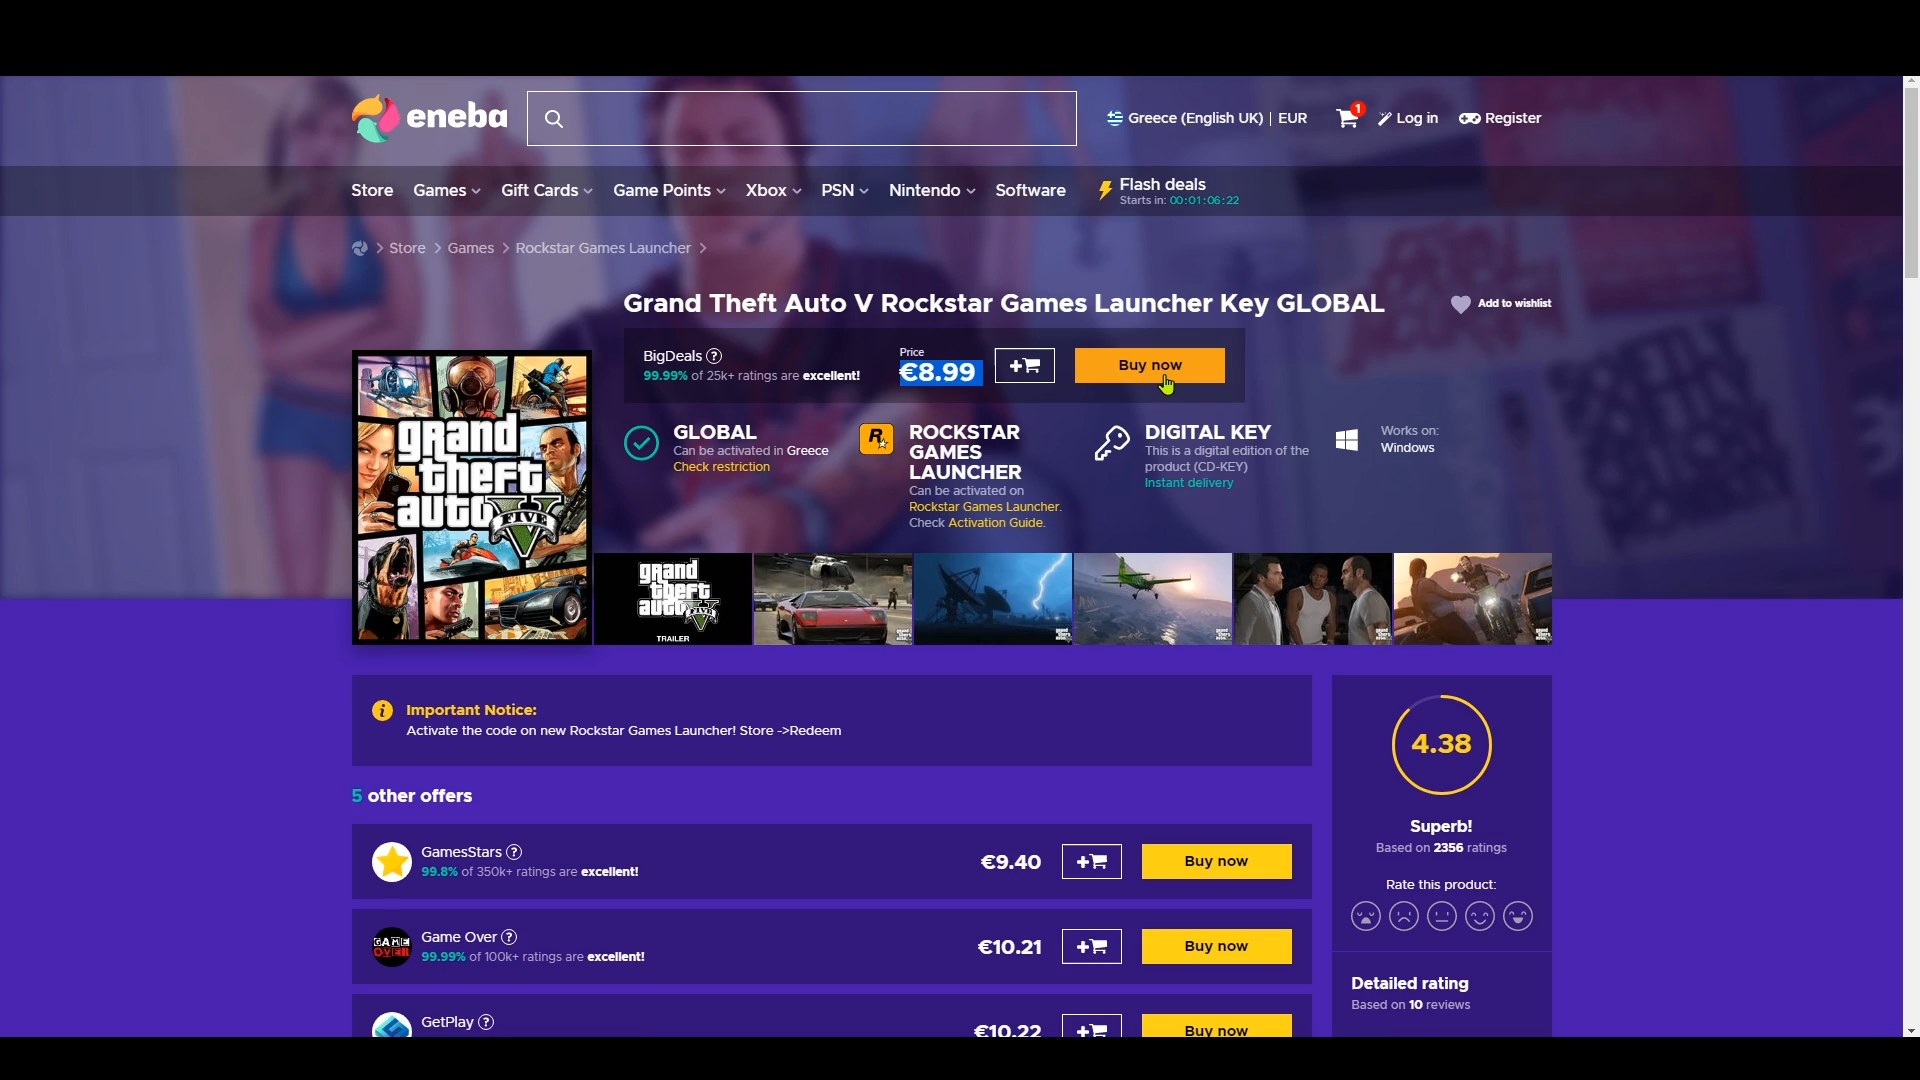 eneba
Greece (English UK) | EUR
1
Log in
Register
Store
Games
Gift Cards
Game Points
Xbox
PSN
Nintendo
Software
Flash deals
Starts in: 00:01:06:22
Store
Games
Rockstar Games Launcher
Grand Theft Auto V Rockstar Games Launcher Key GLOBAL
Add to wishlist
BigDeals ?
99.99% of 25k+ ratings are excellent!
Price
€8.99
Buy now
grand
theft
auto
FIVE
GLOBAL
Can be activated in Greece
Check restriction
ROCKSTAR
GAMES
LAUNCHER
Can be activated on
Rockstar Games Launcher.
Check Activation Guide.
DIGITAL KEY
This is a digital edition of the
product (CD-KEY)
Instant delivery
Works on:
Windows
grand
theft
auto
FIVE
TRAILER
Important Notice:
Activate the code on new Rockstar Games Launcher! Store ->Redeem
5 other offers
GamesStars ?
99.8% of 350k+ ratings are excellent!
€9.40
Buy now
GAME
OVER
Game Over ?
99.99% of 100k+ ratings are excellent!
€10.21
Buy now
GetPlay ?
€10.22
Buy now
4.38
Superb!
Based on 2356 ratings
Rate this product:
Detailed rating
Based on 10 reviews